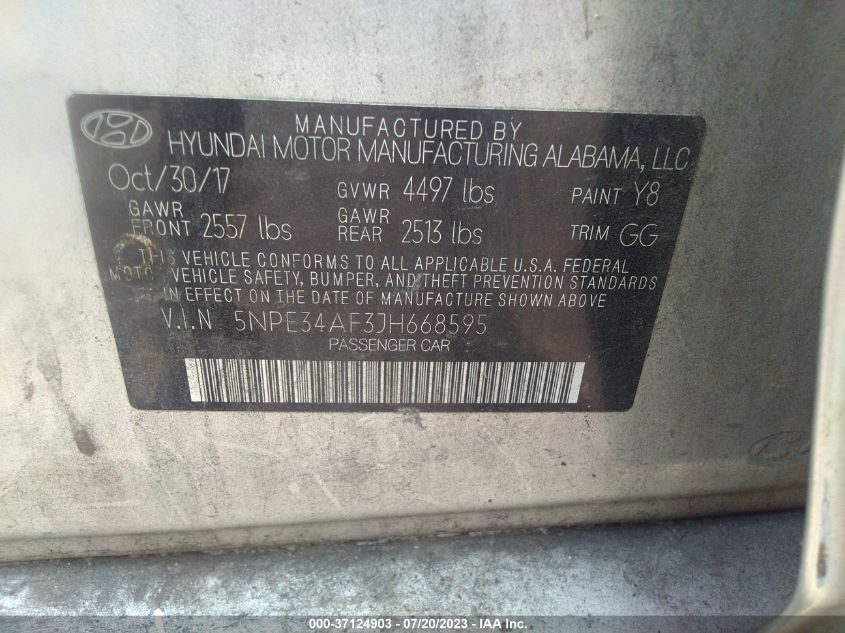 MANUFACTURED BY
HYUNDAI MOTOR MANUFACTURING ALABAMA, LLC
Oct/30/17 GVWR 4497 lbs PAINT Y8
GAWR FRONT 2557 lbs GAWR REAR 2513 lbs TRIM GG
THIS VEHICLE CONFORMS TO ALL APPLICABLE U.S.A. FEDERAL
MOTOR VEHICLE SAFETY, BUMPER, AND THEFT PREVENTION STANDARDS
IN EFFECT ON THE DATE OF MANUFACTURE SHOWN ABOVE
V.I.N 5NPE34AF3JH668595
PASSENGER CAR
000-37124903 - 07/20/2023 - IAA Inc.